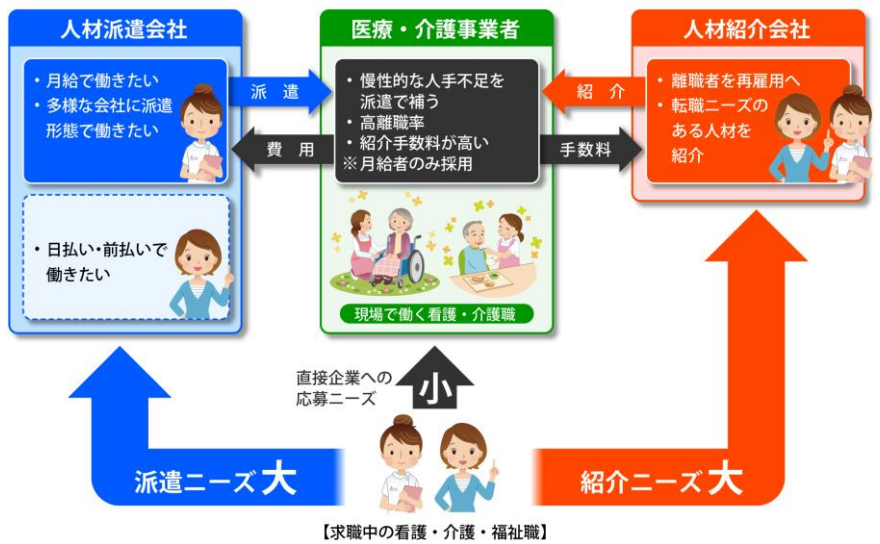 人材派遣会社
・月給で働きたい
・多様な会社に派遣
形態で働きたい
・日払い・前払いで
働きたい
派 遣
費 用
医療・介護事業者
・慢性的な人手不足を
派遣で補う
・高離職率
・紹介手数料が高い
※月給者のみ採用
現場で働く看護・介護職
紹 介
手数料
人材紹介会社
・離職者を再雇用へ
・転職ニーズの
ある人材を
紹介
直接企業への
応募ニーズ
小
派遣ニーズ大
紹介ニーズ大
【求職中の看護・介護・福祉職】